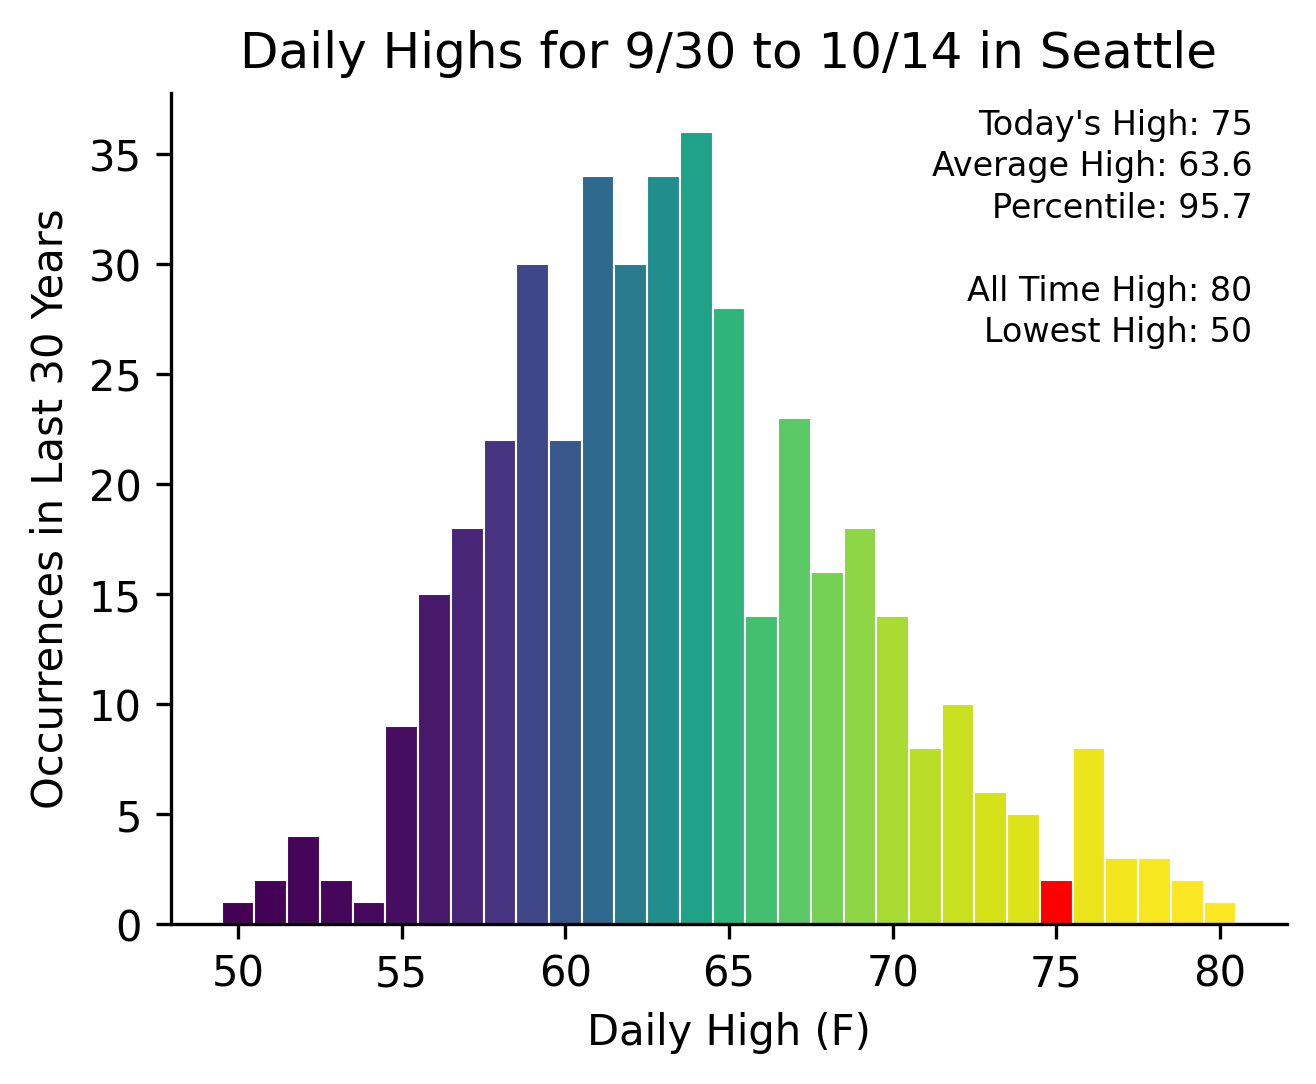 Daily Highs for 9/30 to 10/14 in Seattle
Today's High: 75
Average High: 63.6
Percentile: 95.7
All Time High: 80
Lowest High: 50
Occurrences in Last 30 Years
35
30
25
20
15
10
5
0
50 55 60 65 70 75 80
Daily High (F)